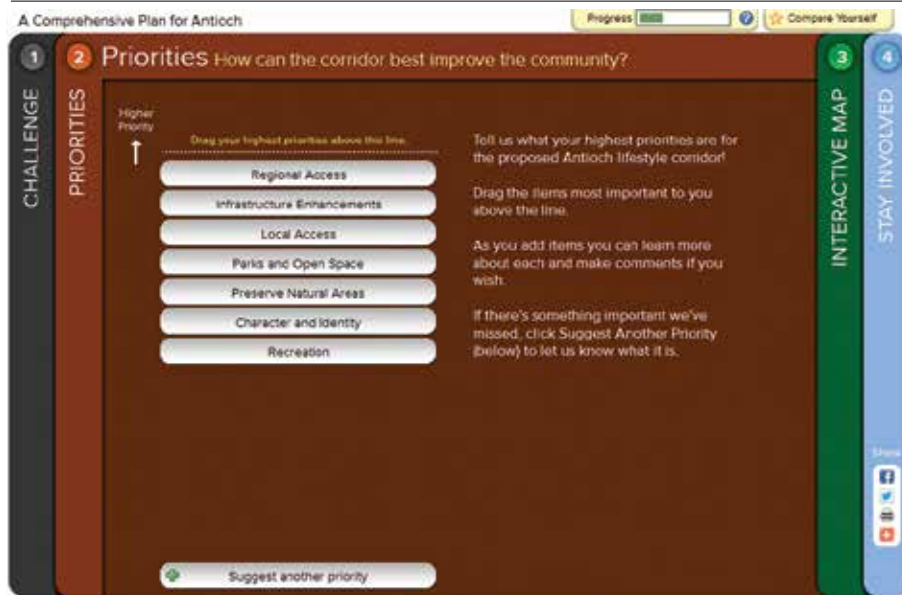 A Comprehensive Plan for Antioch
Progress
?
Compare Yourself
1
CHALLENGE
2
PRIORITIES
Priorities How can the corridor best improve the community?
Higher
Priority
Drag your highest priorities above this line.
Regional Access
Infrastructure Enhancements
Local Access
Parks and Open Space
Preserve Natural Areas
Character and Identity
Recreation
Suggest another priority
Tell us what your highest priorities are for
the proposed Antioch lifestyle corridor!
Drag the items most important to you
above the line.
As you add items you can learn more
about each and make comments if you
wish.
If there's something important we've
missed, click Suggest Another Priority
(below) to let us know what it is.
3
INTERACTIVE MAP
4
STAY INVOLVED
Share